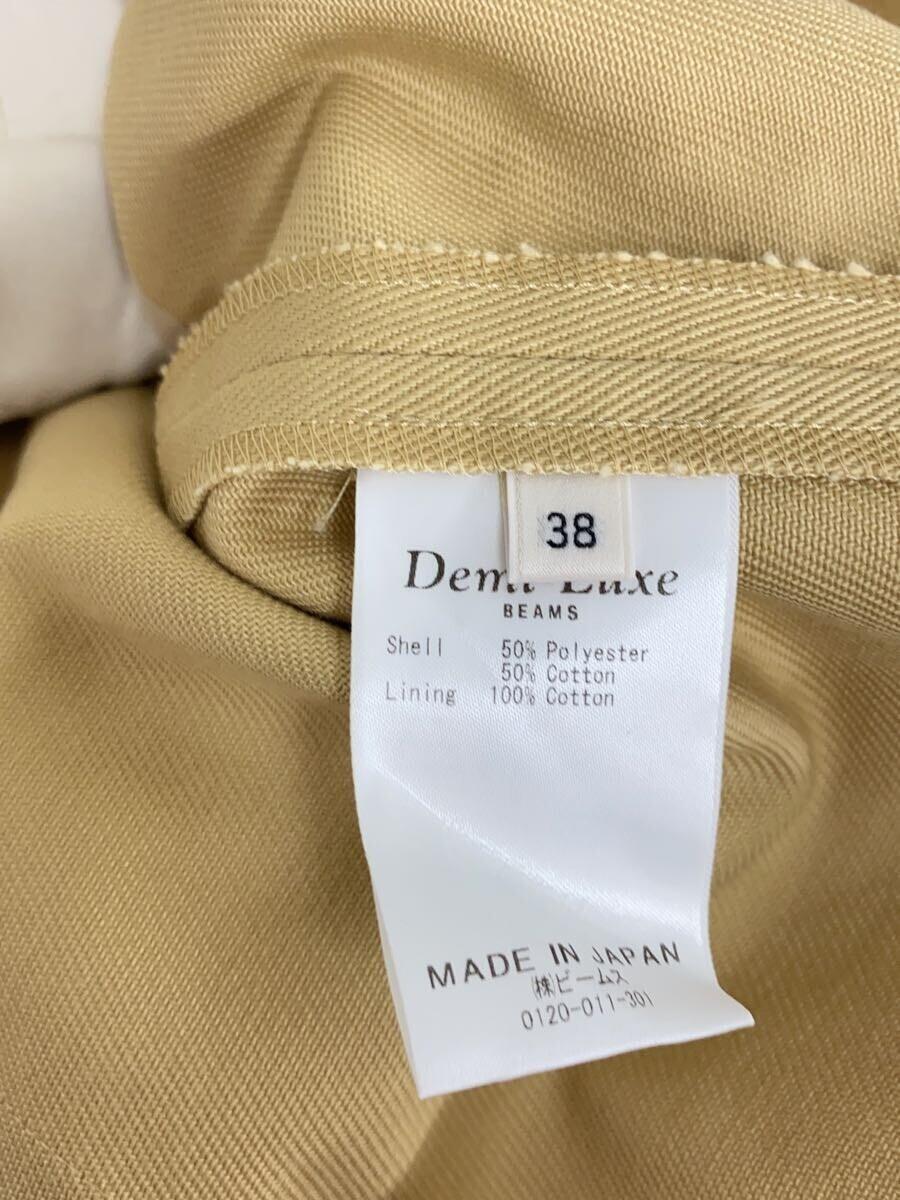 38
Demi Luxe
BEAMS
Shell 50% Polyester
50% Cotton
Lining 100% Cotton
MADE IN JAPAN
㈱ビームス
0120-011-301